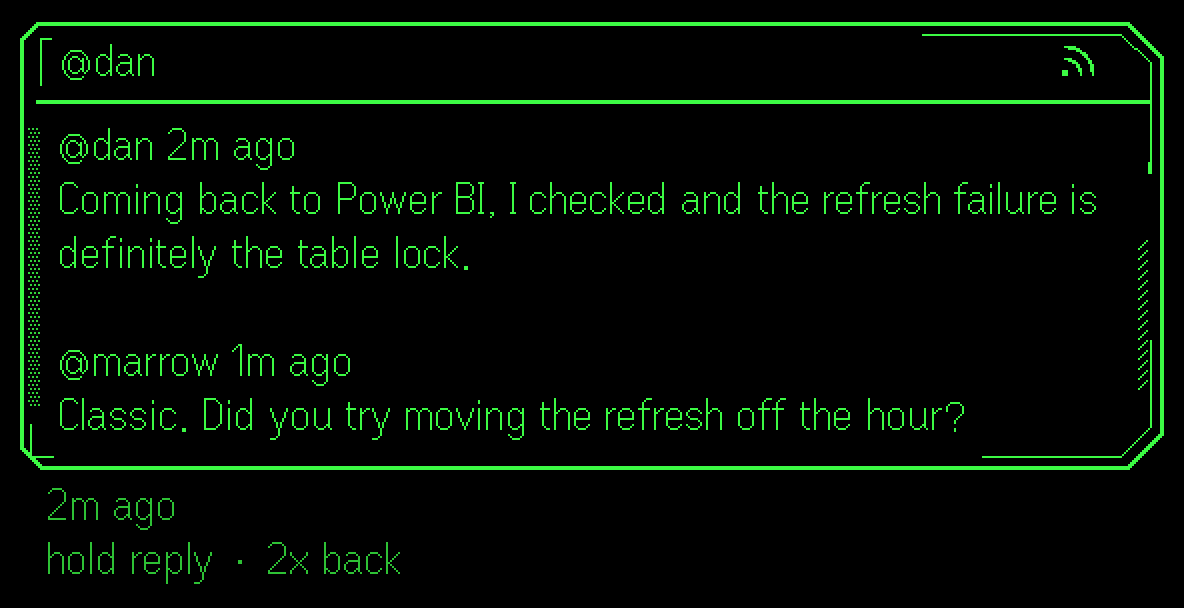 @dan
@dan 2m ago
Coming back to Power BI, I checked and the refresh failure is
definitely the table lock.
@marrow 1m ago
Classic. Did you try moving the refresh off the hour?
2m ago
hold reply · 2x back